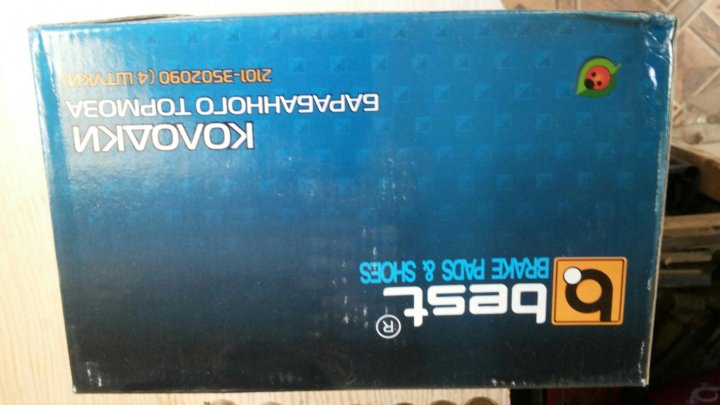 best®
BRAKE PADS & SHOES
КОЛОДКИ
БАРАБАННОГО ТОРМОЗА
2101-3502090 (4 ШТУКИ)